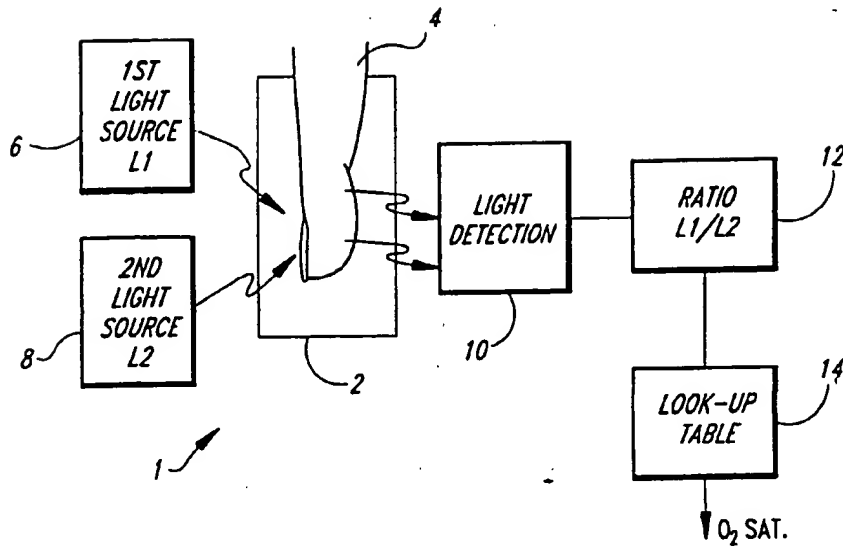 4
1ST
LIGHT
SOURCE
L1
6
2ND
LIGHT
SOURCE
L2
8
2
1
LIGHT
DETECTION
10
RATIO
L1/L2
12
LOOK-UP
TABLE
14
O₂ SAT.